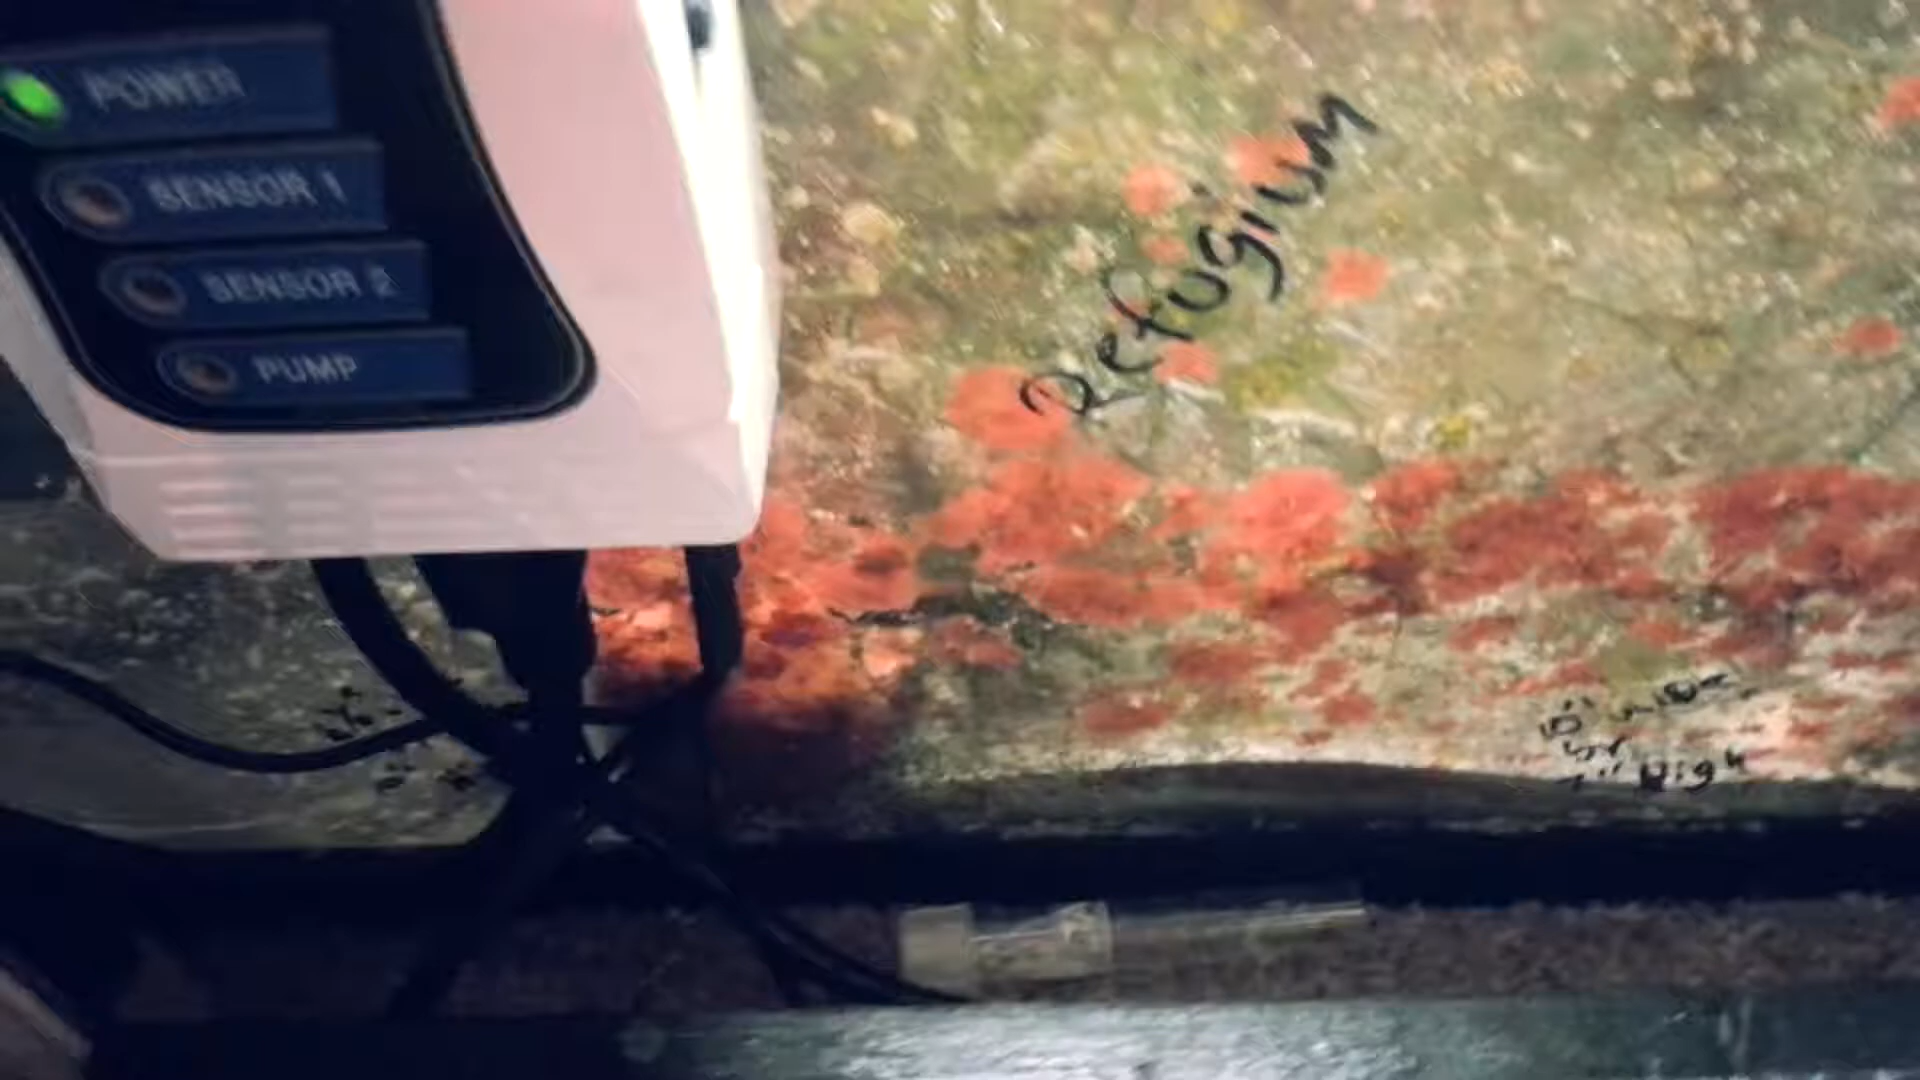 POWER
SENSOR 1
SENSOR 2
PUMP
Refugium
High